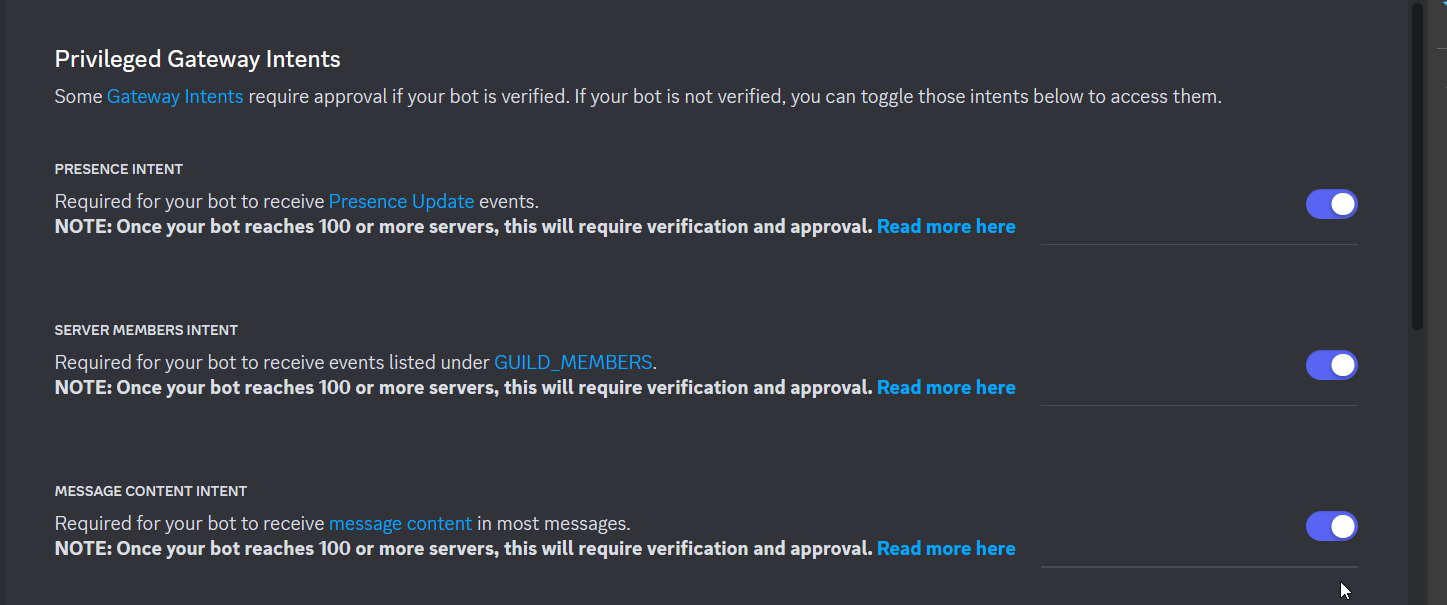 Privileged Gateway Intents
Some Gateway Intents require approval if your bot is verified. If your bot is not verified, you can toggle those intents below to access them.
PRESENCE INTENT
Required for your bot to receive Presence Update events.
NOTE: Once your bot reaches 100 or more servers, this will require verification and approval. Read more here
SERVER MEMBERS INTENT
Required for your bot to receive events listed under GUILD_MEMBERS.
NOTE: Once your bot reaches 100 or more servers, this will require verification and approval. Read more here
MESSAGE CONTENT INTENT
Required for your bot to receive message content in most messages.
NOTE: Once your bot reaches 100 or more servers, this will require verification and approval. Read more here